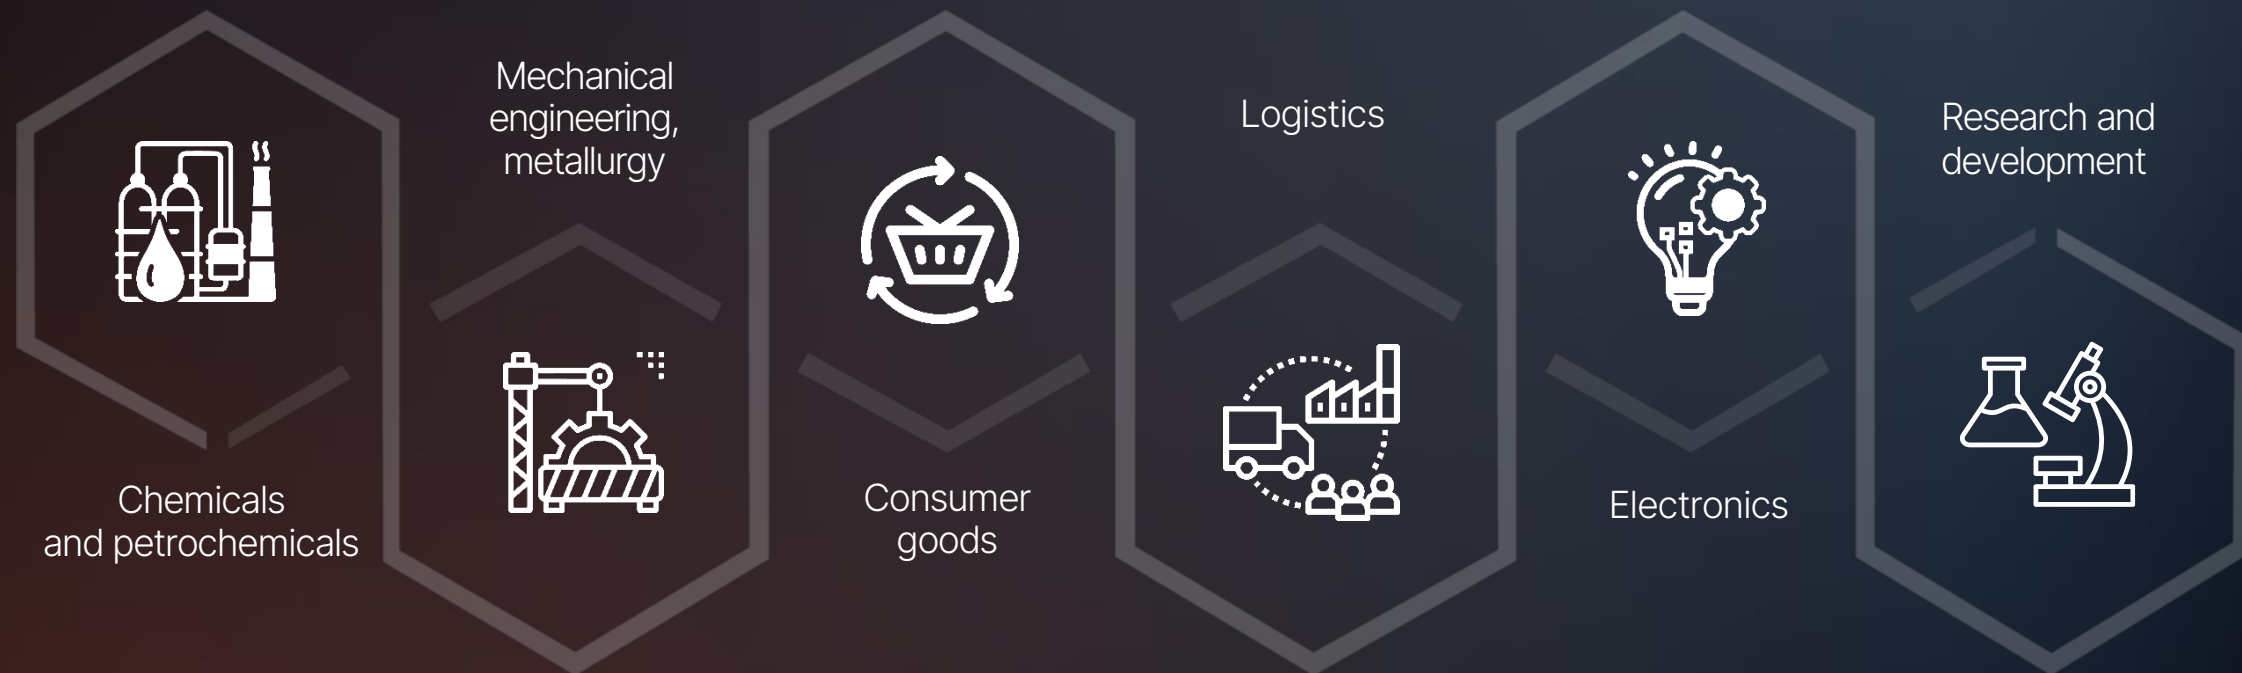 Chemicals
and petrochemicals
Mechanical
engineering,
metallurgy
Consumer
goods
Logistics
Electronics
Research and
development